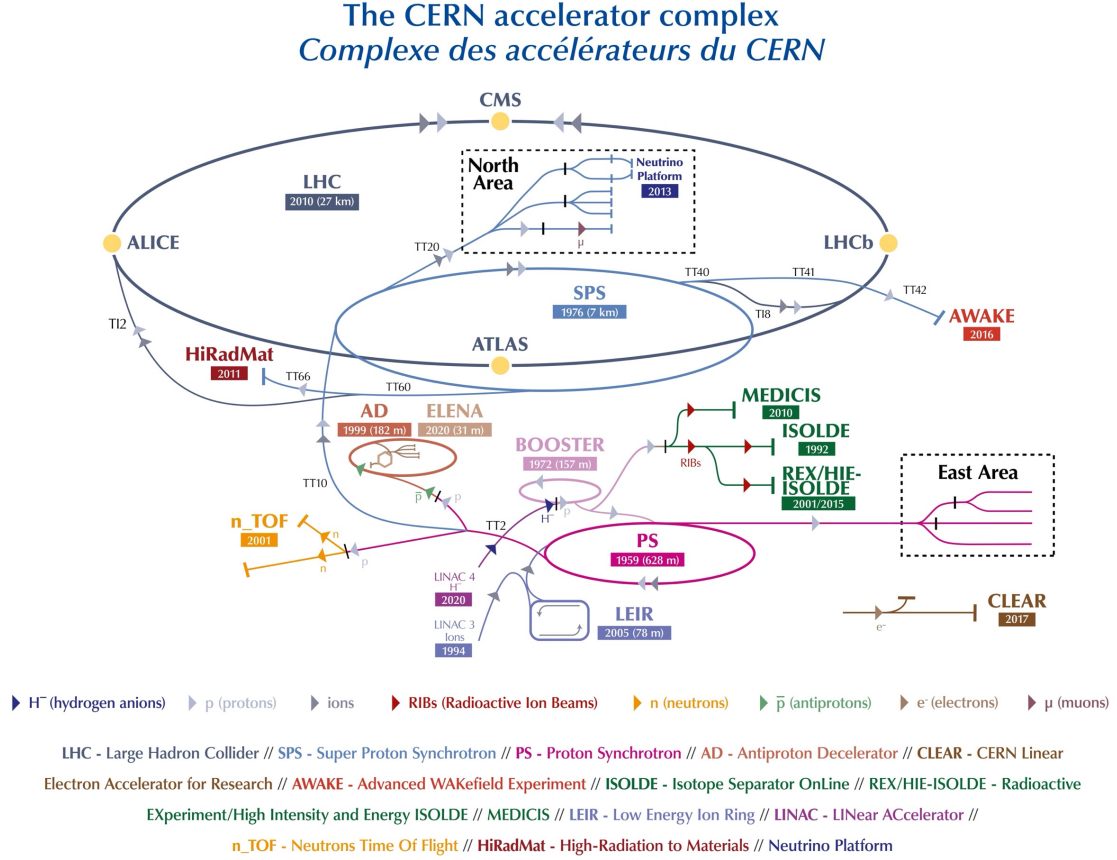 The CERN accelerator complex
Complexe des accélérateurs du CERN
CMS
North
Area
Neutrino
Platform
2013
LHC
2010 (27 km)
μ
ALICE
LHCb
TT20
TT40
TT41
TT42
SPS
1976 (7 km)
TI8
AWAKE
2016
TI2
ATLAS
HiRadMat
2011
TT66
TT60
AD
1999 (182 m)
ELENA
2020 (31 m)
MEDICIS
2010
BOOSTER
1972 (157 m)
ISOLDE
1992
RIBs
REX/HIE-
ISOLDE
2001/2015
East Area
TT10
p̅
p
H⁻
p
TT2
n_TOF
2001
n
n
p
PS
1959 (628 m)
LINAC 4
H⁻
2020
LINAC 3
Ions
1994
LEIR
2005 (78 m)
CLEAR
2017
e⁻
H⁻ (hydrogen anions) p (protons) ions RIBs (Radioactive Ion Beams) n (neutrons) p̅ (antiprotons) e⁻ (electrons) μ (muons)
LHC - Large Hadron Collider // SPS - Super Proton Synchrotron // PS - Proton Synchrotron // AD - Antiproton Decelerator // CLEAR - CERN Linear
Electron Accelerator for Research // AWAKE - Advanced WAKefield Experiment // ISOLDE - Isotope Separator OnLine // REX/HIE-ISOLDE - Radioactive
EXperiment/High Intensity and Energy ISOLDE // MEDICIS // LEIR - Low Energy Ion Ring // LINAC - LINear ACcelerator //
n_TOF - Neutrons Time Of Flight // HiRadMat - High-Radiation to Materials // Neutrino Platform